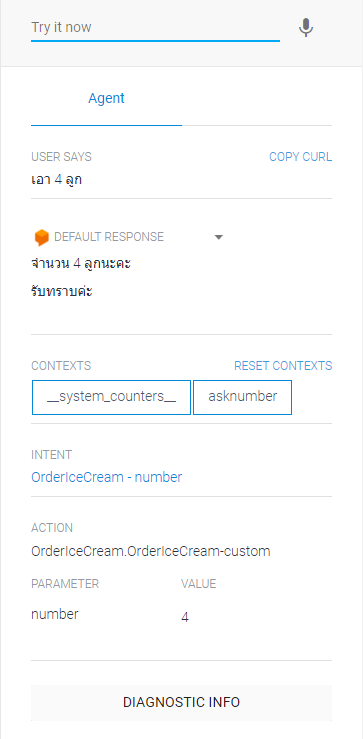 Try it now
Agent
USER SAYS COPY CURL
เอา 4 ลูก
DEFAULT RESPONSE
จำนวน 4 ลูกนะคะ
รับทราบค่ะ
CONTEXTS RESET CONTEXTS
__system_counters__ asknumber
INTENT
OrderIceCream - number
ACTION
OrderIceCream.OrderIceCream-custom
PARAMETER VALUE
number 4
DIAGNOSTIC INFO